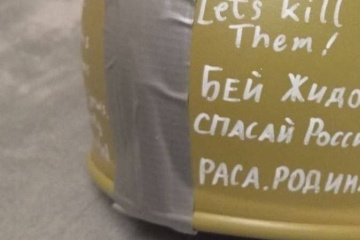 Let's kill
Them!
БЕЙ ЖИДО
СПАСАЙ РОССИ
РАСА. РОДИН